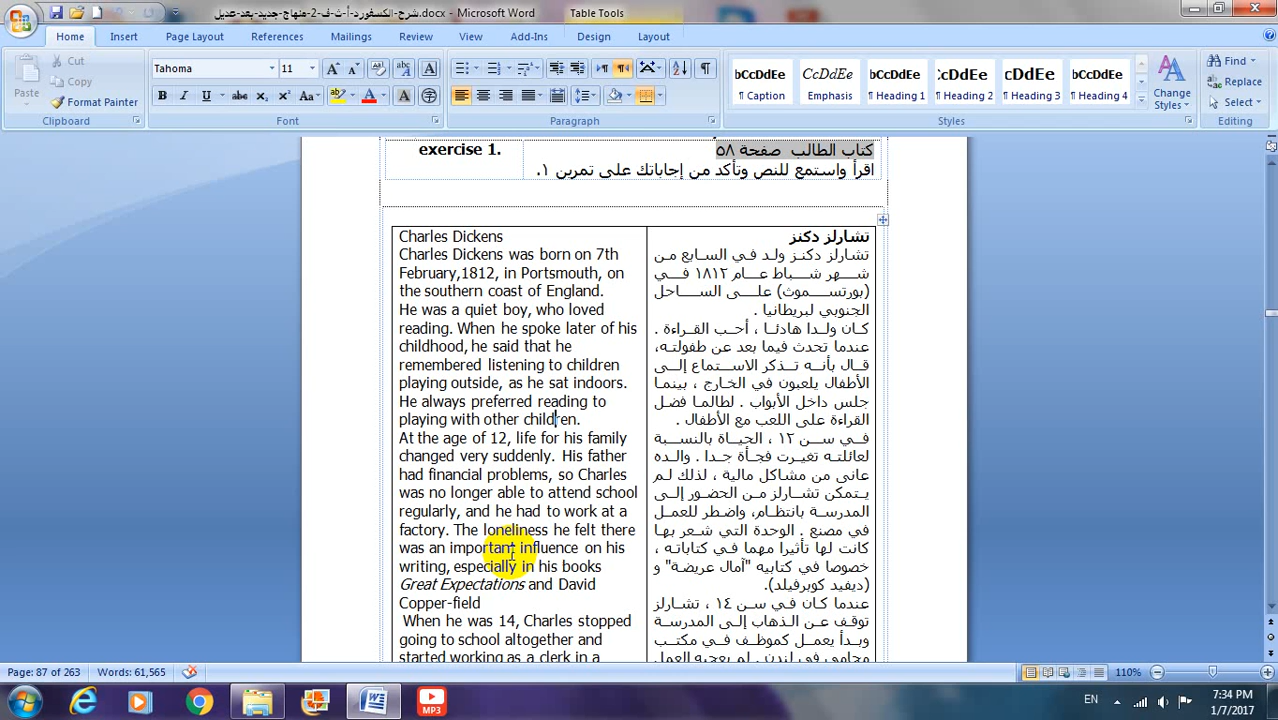 شرح-اكسفورد-أ-ث-ف-2-منهاج-جديد-بعد-عديل.docx - Microsoft Word
Table Tools
Home Insert Page Layout References Mailings Review View Add-Ins Design Layout
Cut
Copy
Format Painter
Paste
Clipboard
Tahoma 11
Font
Paragraph
bCcDdEe CcDdEe bCcDdEe :CcDdEe cDdEe bCcDdEe
¶ Caption Emphasis ¶ Heading 1 ¶ Heading 2 ¶ Heading 3 ¶ Heading 4
Styles
Change Styles
Find
Replace
Select
Editing
exercise 1.
كتاب الطالب صفحة ٥٨
اقرأ واستمع للنص وتأكد من إجاباتك على تمرين ١.
Charles Dickens
Charles Dickens was born on 7th
February,1812, in Portsmouth, on
the southern coast of England.
He was a quiet boy, who loved
reading. When he spoke later of his
childhood, he said that he
remembered listening to children
playing outside, as he sat indoors.
He always preferred reading to
playing with other children.
At the age of 12, life for his family
changed very suddenly. His father
had financial problems, so Charles
was no longer able to attend school
regularly, and he had to work at a
factory. The loneliness he felt there
was an important influence on his
writing, especially in his books
Great Expectations and David
Copper-field
When he was 14, Charles stopped
going to school altogether and
started working as a clerk in a
تشارلز دكنز
تشارلز دكنز ولد في السابع من
شهر شباط عام ١٨١٢ في
(بورتسموث) على الساحل
الجنوبي لبريطانيا .
كان ولدا هادئا ، أحب القراءة .
عندما تحدث فيما بعد عن طفولته،
قال بأنه تذكر الاستماع إلى
الأطفال يلعبون في الخارج ، بينما
جلس داخل الأبواب . لطالما فضل
القراءة على اللعب مع الأطفال .
في سن ١٢ ، الحياة بالنسبة
لعائلته تغيرت فجأة جدا . والده
عانى من مشاكل مالية ، لذلك لم
يتمكن تشارلز من الحضور إلى
المدرسة بانتظام، واضطر للعمل
في مصنع . الوحدة التي شعر بها
كانت لها تأثيرا مهما في كتاباته ،
خصوصا في كتابيه "آمال عريضة" و
(ديفيد كوبرفيلد).
عندما كان في سن ١٤ ، تشارلز
توقف عن الذهاب إلى المدرسة
وبدأ يعمل كموظف في مكتب
محامي في لندن . لم يعجبه العمل
Page: 87 of 263 Words: 61,565 110%
MP3
EN
7:34 PM
1/7/2017